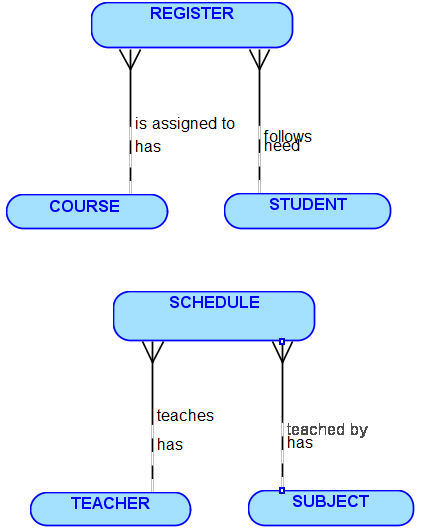 REGISTER
is assigned to
follows
has
need
COURSE
STUDENT
SCHEDULE
teaches
teached by
has
has
TEACHER
SUBJECT